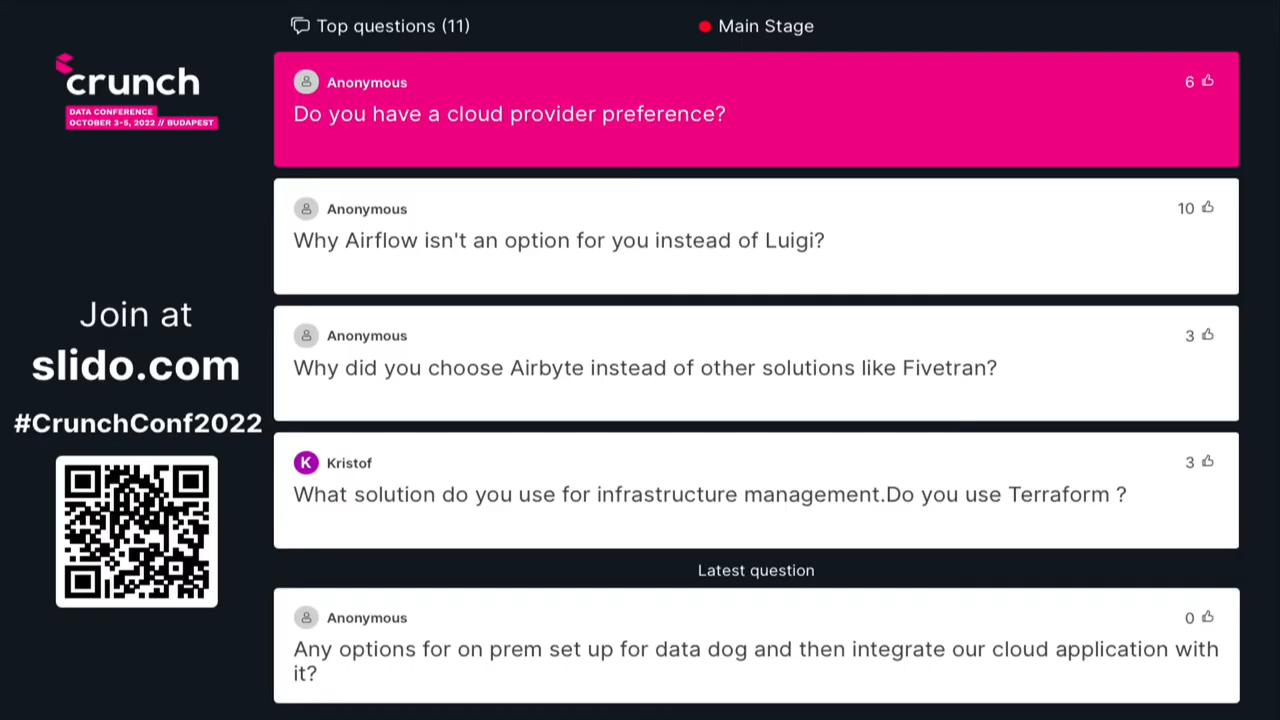 Top questions (11)
Main Stage
crunch
DATA CONFERENCE
OCTOBER 3-5, 2022 // BUDAPEST
Join at
slido.com
#CrunchConf2022
Anonymous
6
Do you have a cloud provider preference?
Anonymous
10
Why Airflow isn't an option for you instead of Luigi?
Anonymous
3
Why did you choose Airbyte instead of other solutions like Fivetran?
K
Kristof
3
What solution do you use for infrastructure management.Do you use Terraform ?
Latest question
Anonymous
0
Any options for on prem set up for data dog and then integrate our cloud application with
it?